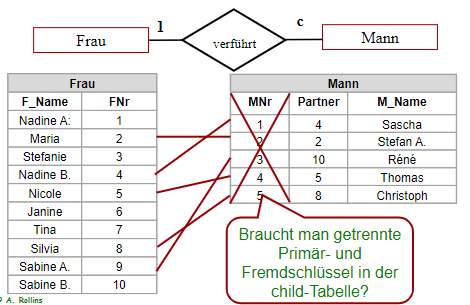 Frau 1 verführt c Mann
Frau
F_Name FNr
Nadine A: 1
Maria 2
Stefanie 3
Nadine B. 4
Nicole 5
Janine 6
Tina 7
Silvia 8
Sabine A. 9
Sabine B. 10
Mann
MNr Partner M_Name
1 4 Sascha
2 2 Stefan A.
3 10 Réné
4 5 Thomas
5 8 Christoph
Braucht man getrennte
Primär- und
Fremdschlüssel in der
child-Tabelle?
A. Rollins